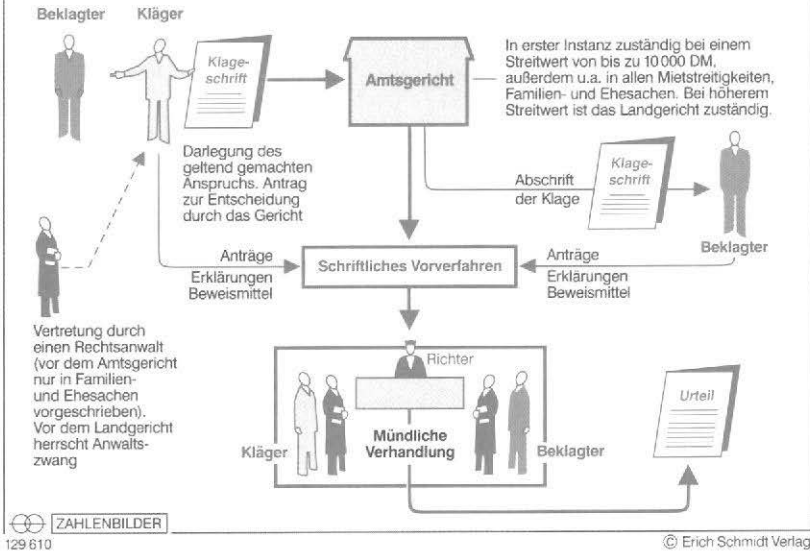 Beklagter
Kläger
Klage-
schrift
Amtsgericht
In erster Instanz zuständig bei einem
Streitwert von bis zu 10 000 DM,
außerdem u.a. in allen Mietstreitigkeiten,
Familien- und Ehesachen. Bei höherem
Streitwert ist das Landgericht zuständig.
Darlegung des
geltend gemachten
Anspruchs. Antrag
zur Entscheidung
durch das Gericht
Abschrift
der Klage
Klage-
schrift
Beklagter
Anträge
Erklärungen
Beweismittel
Schriftliches Vorverfahren
Anträge
Erklärungen
Beweismittel
Vertretung durch
einen Rechtsanwalt
(vor dem Amtsgericht
nur in Familien-
und Ehesachen
vorgeschrieben).
Vor dem Landgericht
herrscht Anwalts-
zwang
Richter
Kläger
Mündliche
Verhandlung
Beklagter
Urteil
ZAHLENBILDER
129 610
© Erich Schmidt Verlag